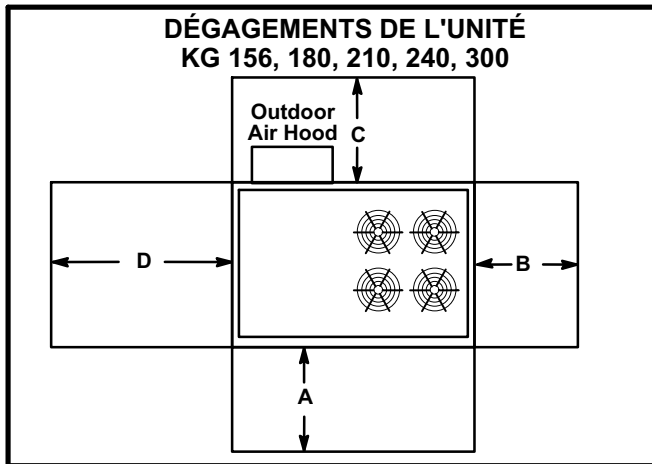 DÉGAGEMENTS DE L'UNITÉ
KG 156, 180, 210, 240, 300
Outdoor
Air Hood
C
D
B
A